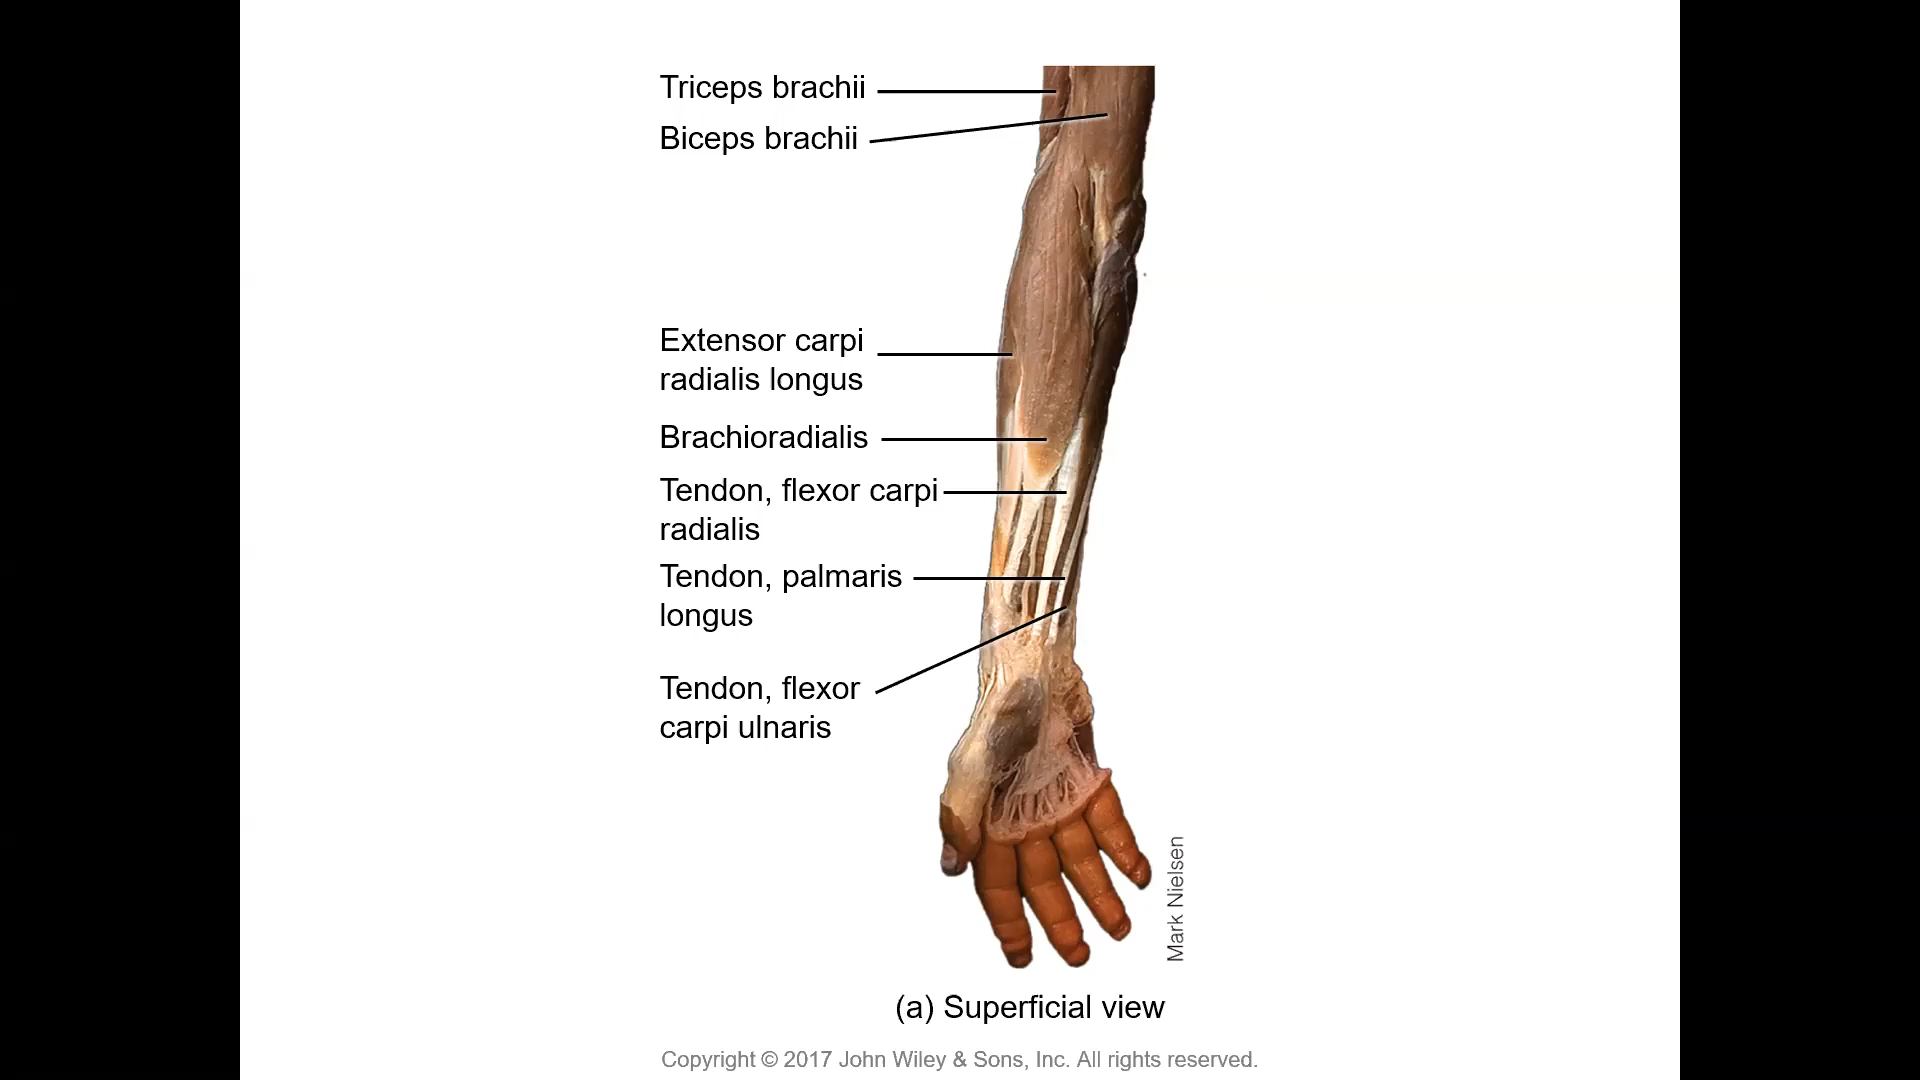 Triceps brachii
Biceps brachii
Extensor carpi
radialis longus
Brachioradialis
Tendon, flexor carpi
radialis
Tendon, palmaris
longus
Tendon, flexor
carpi ulnaris
Mark Nielsen
(a) Superficial view
Copyright © 2017 John Wiley & Sons, Inc. All rights reserved.